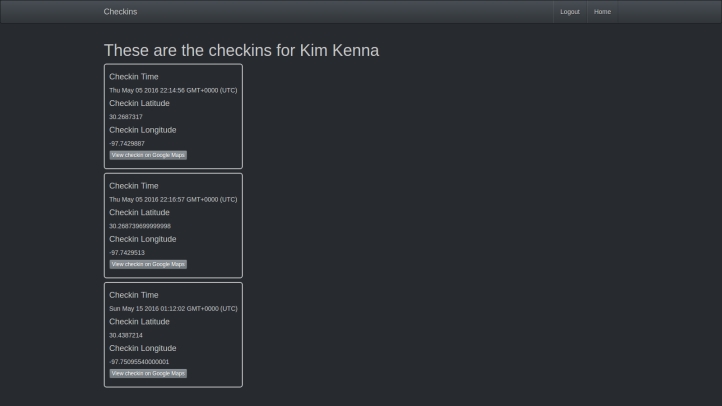 Checkins
Logout
Home
These are the checkins for Kim Kenna
Checkin Time
Thu May 05 2016 22:14:56 GMT+0000 (UTC)
Checkin Latitude
30.2687317
Checkin Longitude
-97.7429887
View checkin on Google Maps
Checkin Time
Thu May 05 2016 22:16:57 GMT+0000 (UTC)
Checkin Latitude
30.268739699999998
Checkin Longitude
-97.7429513
View checkin on Google Maps
Checkin Time
Sun May 15 2016 01:12:02 GMT+0000 (UTC)
Checkin Latitude
30.4387214
Checkin Longitude
-97.75095540000001
View checkin on Google Maps